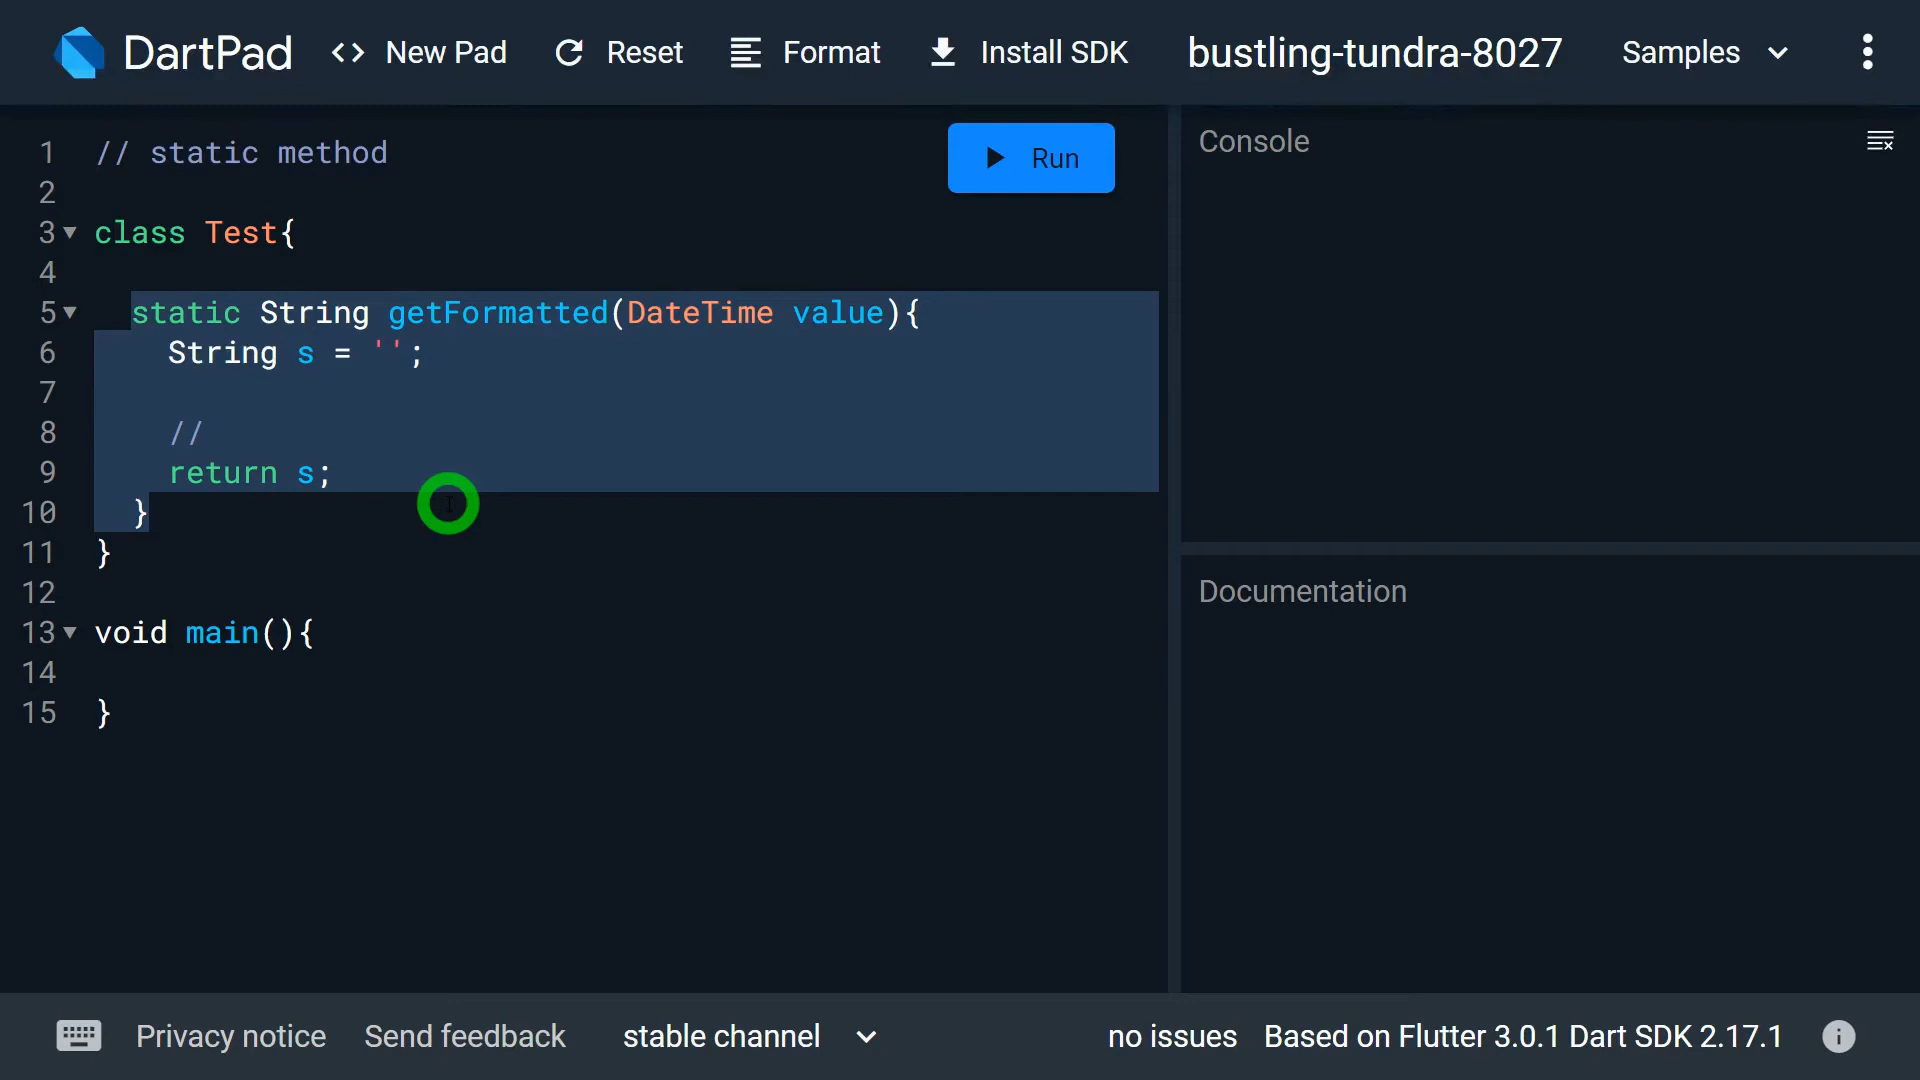 DartPad <> New Pad Reset Format Install SDK bustling-tundra-8027 Samples
Run
Console
1 // static method
2
3 class Test{
4
5 static String getFormatted(DateTime value){
6 String s = '';
7
8 //
9 return s;
10 }
11 }
12
13 void main(){
14
15 }
Documentation
Privacy notice Send feedback stable channel no issues Based on Flutter 3.0.1 Dart SDK 2.17.1